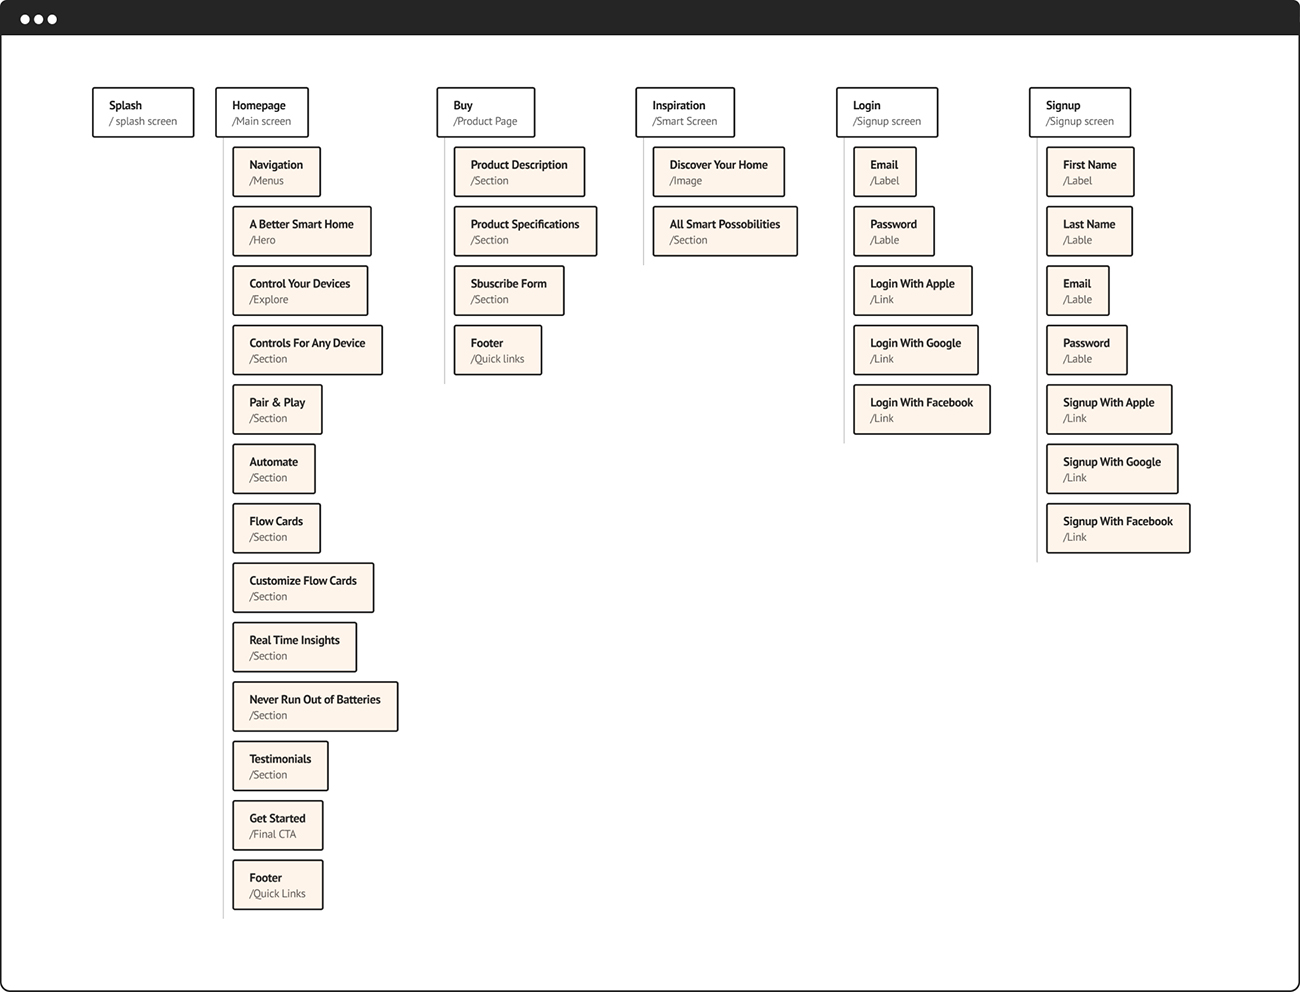 Splash
/ splash screen
Homepage
/Main screen
Navigation
/Menus
A Better Smart Home
/Hero
Control Your Devices
/Explore
Controls For Any Device
/Section
Pair & Play
/Section
Automate
/Section
Flow Cards
/Section
Customize Flow Cards
/Section
Real Time Insights
/Section
Never Run Out of Batteries
/Section
Testimonials
/Section
Get Started
/Final CTA
Footer
/Quick Links
Buy
/Product Page
Product Description
/Section
Product Specifications
/Section
Sbuscribe Form
/Section
Footer
/Quick links
Inspiration
/Smart Screen
Discover Your Home
/Image
All Smart Possobilities
/Section
Login
/Signup screen
Email
/Label
Password
/Lable
Login With Apple
/Link
Login With Google
/Link
Login With Facebook
/Link
Signup
/Signup screen
First Name
/Label
Last Name
/Lable
Email
/Lable
Password
/Lable
Signup With Apple
/Link
Signup With Google
/Link
Signup With Facebook
/Link